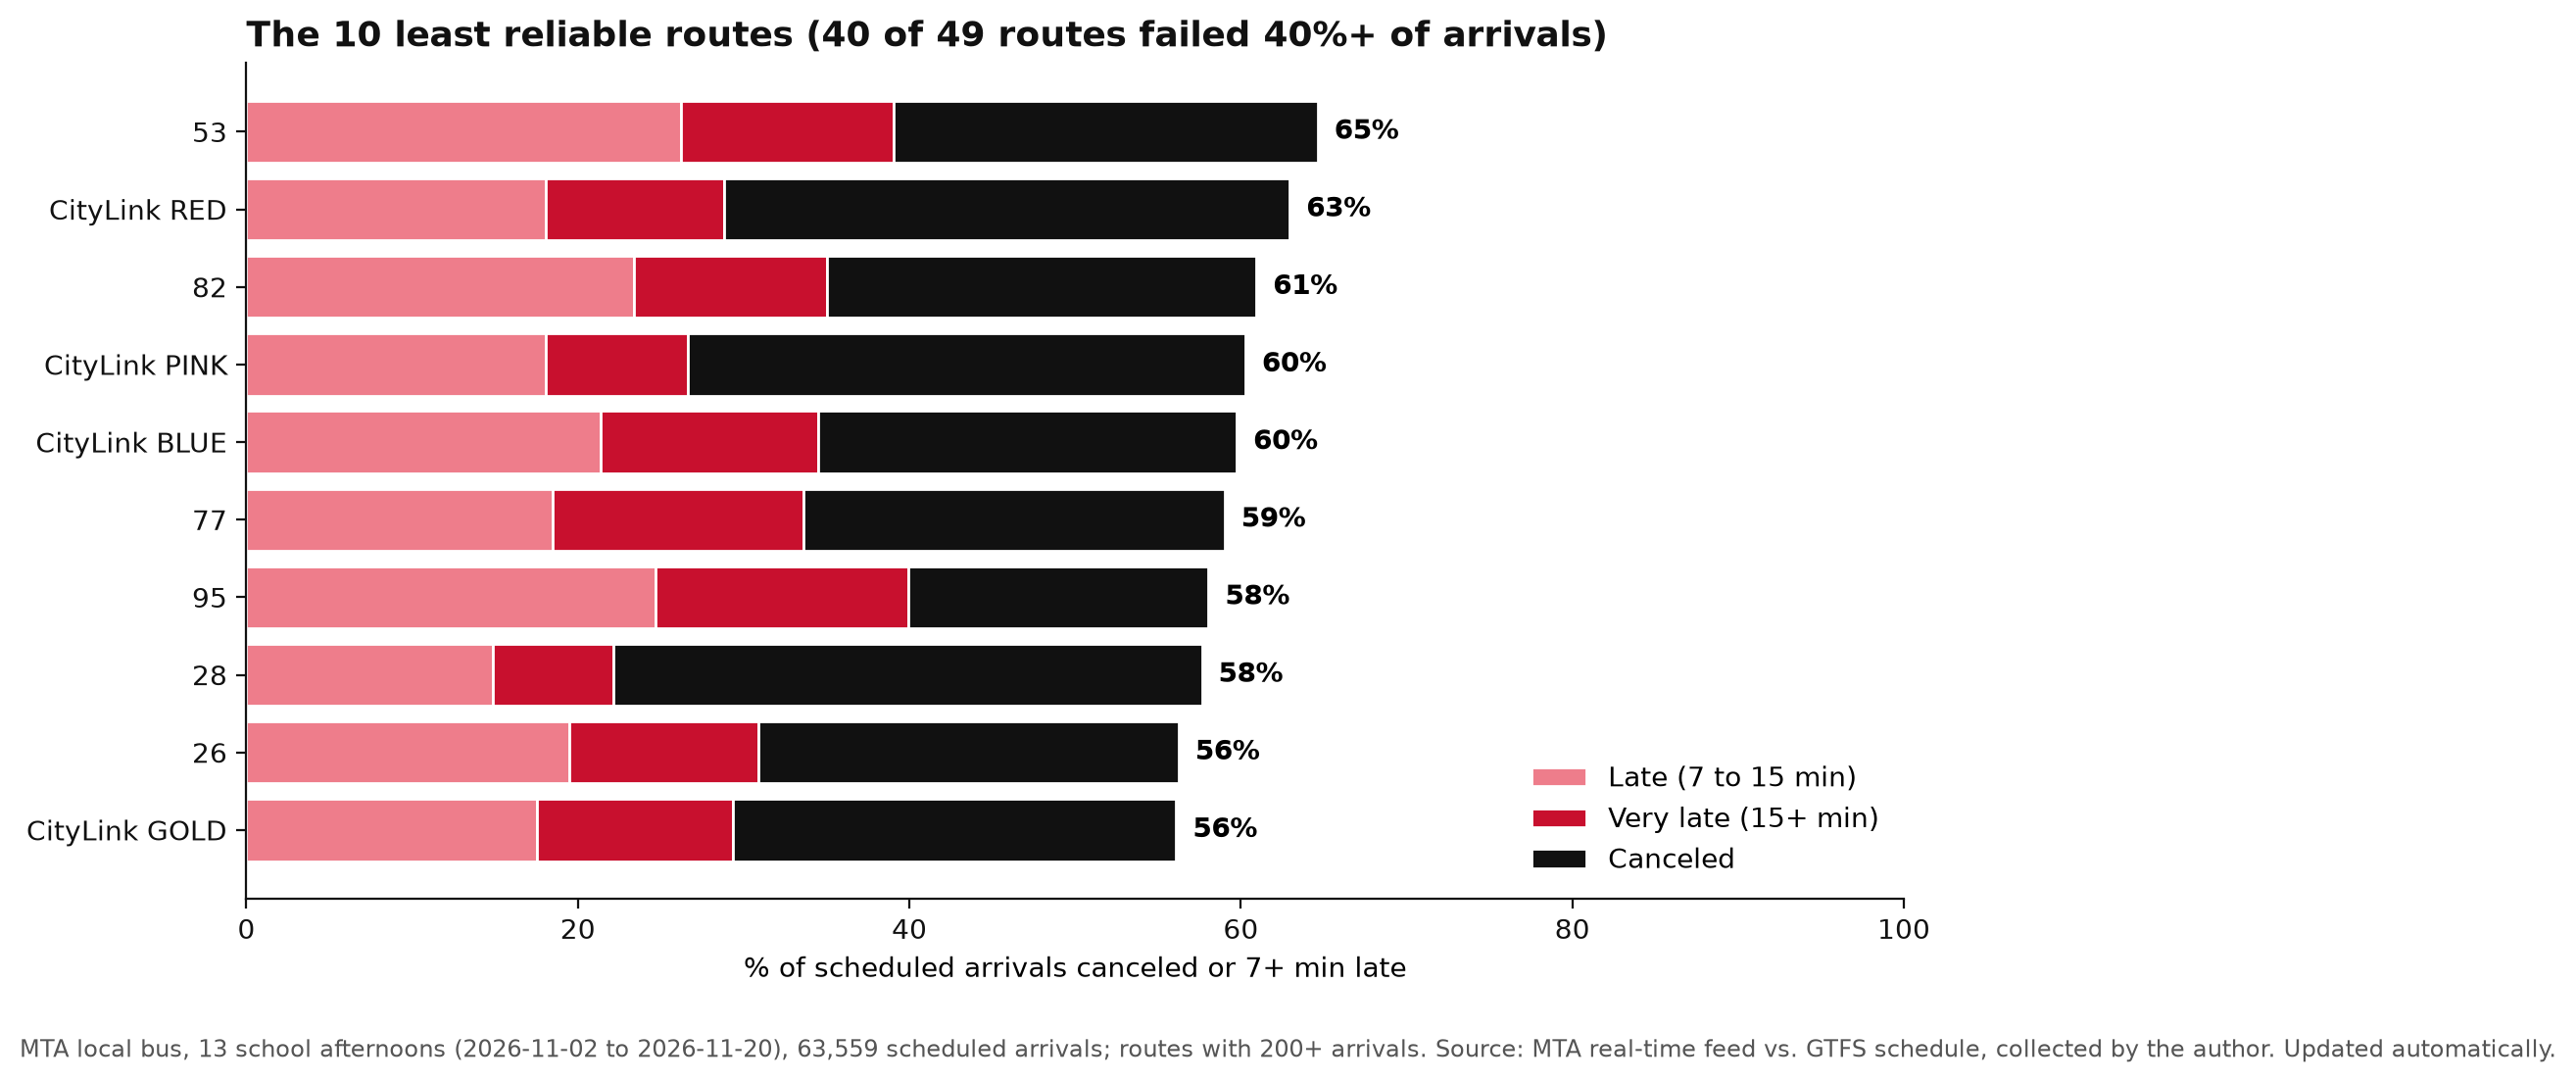 The 10 least reliable routes (40 of 49 routes failed 40%+ of arrivals)
53
65%
CityLink RED
63%
82
61%
CityLink PINK
60%
CityLink BLUE
60%
77
59%
95
58%
28
58%
26
56%
CityLink GOLD
56%
Late (7 to 15 min)
Very late (15+ min)
Canceled
0 20 40 60 80 100
% of scheduled arrivals canceled or 7+ min late
MTA local bus, 13 school afternoons (2026-11-02 to 2026-11-20), 63,559 scheduled arrivals; routes with 200+ arrivals. Source: MTA real-time feed vs. GTFS schedule, collected by the author. Updated automatically.